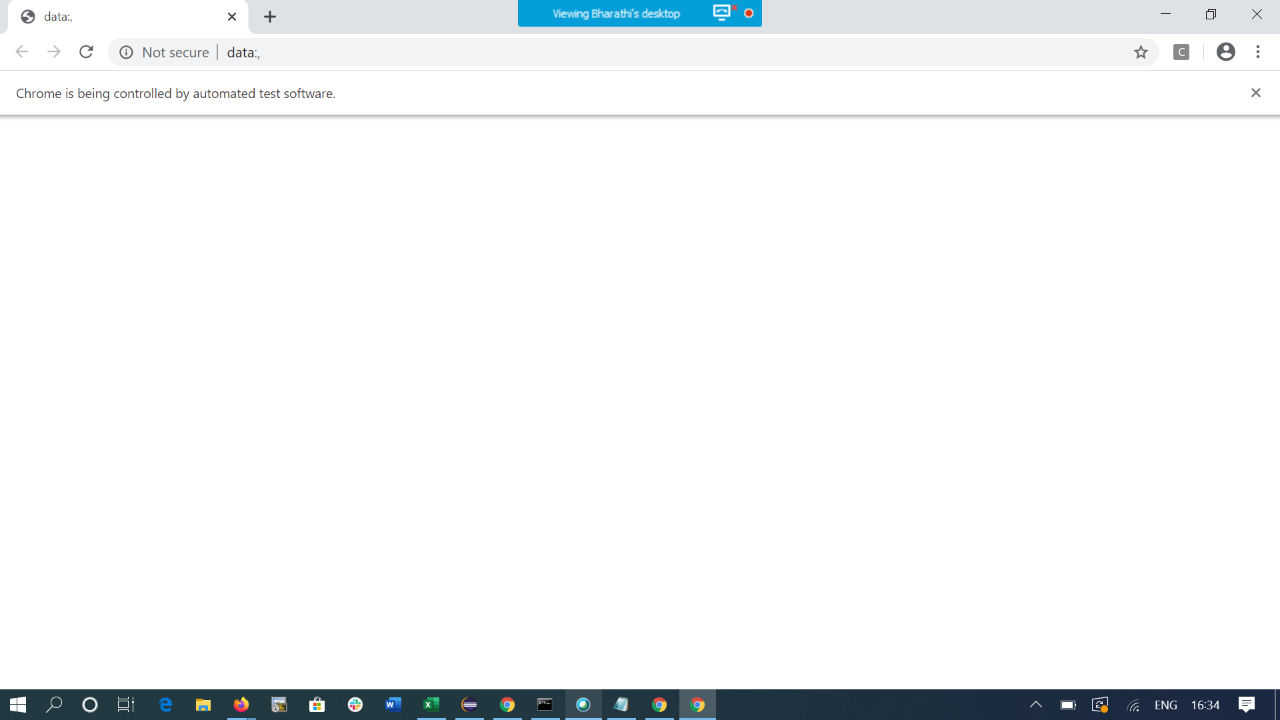 data:,
Viewing Bharathi's desktop
Not secure | data:,
Chrome is being controlled by automated test software.
ENG 16:34